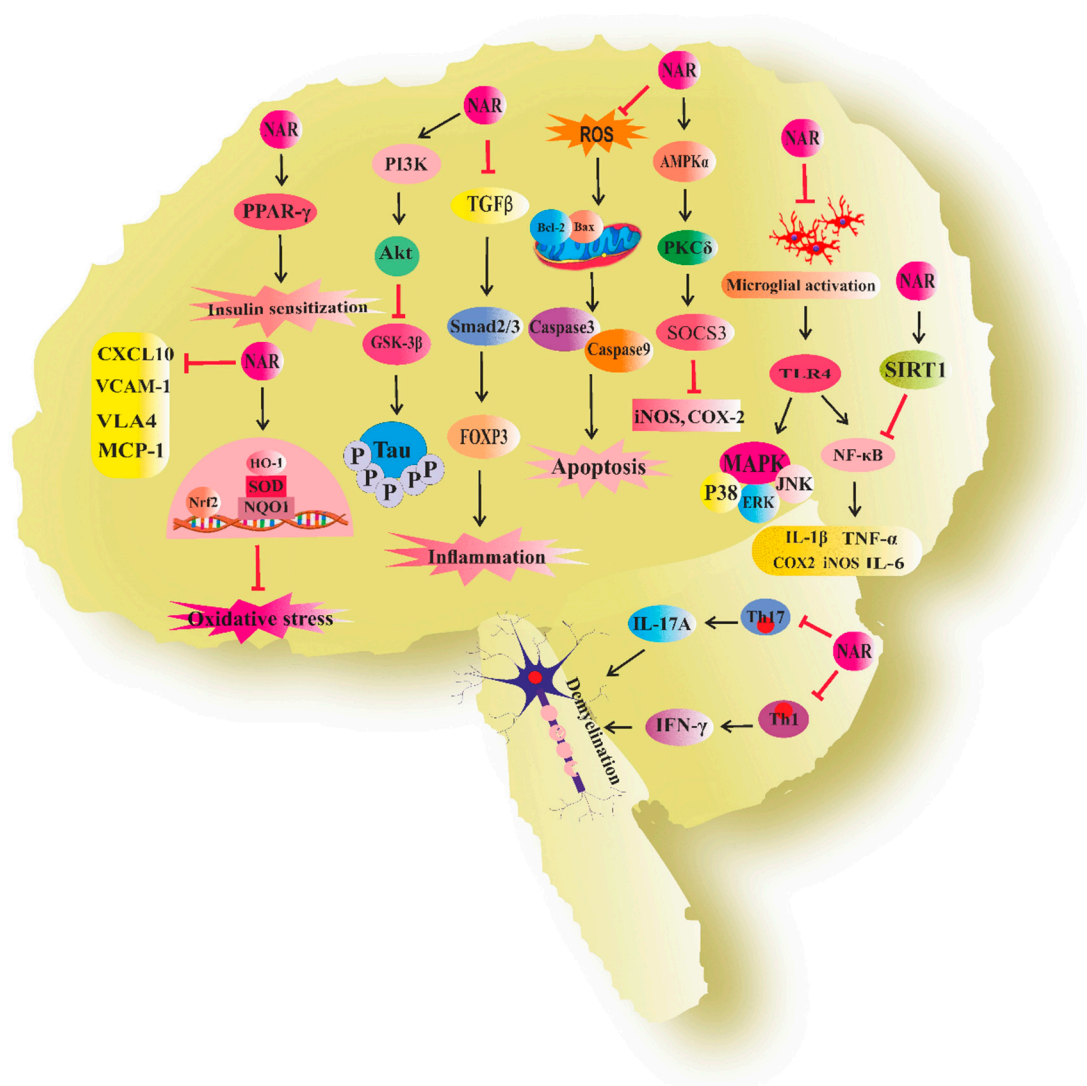 NAR
PPAR-γ
Insulin sensitization
NAR
CXCL10
VCAM-1
VLA4
MCP-1
HO-1
SOD
NQO1
Nrf2
Oxidative stress
NAR
PI3K
Akt
GSK-3β
Tau
P
P
P
P
P
TGFβ
Smad2/3
FOXP3
Inflammation
NAR
ROS
Bcl-2
Bax
Caspase3
Caspase9
Apoptosis
AMPKα
PKCδ
SOCS3
iNOS, COX-2
NAR
Microglial activation
TLR4
MAPK
P38
ERK
JNK
NAR
SIRT1
NF-κB
IL-1β TNF-α
COX2 iNOS IL-6
NAR
Th17
IL-17A
Th1
IFN-γ
Demyelination